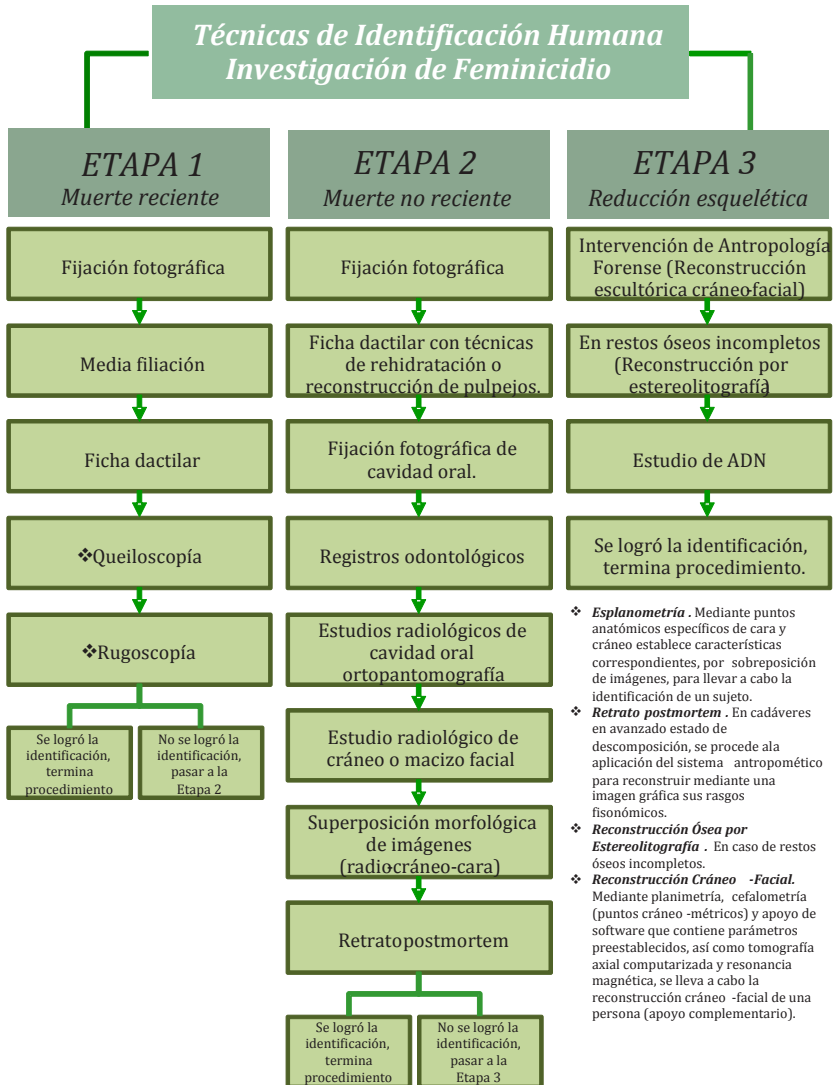 Técnicas de Identificación Humana
Investigación de Feminicidio
ETAPA 1
Muerte reciente
Fijación fotográfica
Media filiación
Ficha dactilar
❖Queiloscopía
❖Rugoscopía
Se logró la
identificación,
termina
procedimiento
No se logró la
identificación,
pasar a la
Etapa 2
ETAPA 2
Muerte no reciente
Fijación fotográfica
Ficha dactilar con técnicas
de rehidratación o
reconstrucción de pulpejos.
Fijación fotográfica de
cavidad oral.
Registros odontológicos
Estudios radiológicos de
cavidad oral
ortopantomografía
Estudio radiológico de
cráneo o macizo facial
Superposición morfológica
de imágenes
(radio-cráneo-cara)
Retratopostmortem
Se logró la
identificación,
termina
procedimiento
No se logró la
identificación,
pasar a la
Etapa 3
ETAPA 3
Reducción esquelética
Intervención de Antropología
Forense (Reconstrucción
escultórica cráneo-facial)
En restos óseos incompletos
(Reconstrucción por
estereolitografía)
Estudio de ADN
Se logró la identificación,
termina procedimiento.
❖ Esplanometría . Mediante puntos
anatómicos específicos de cara y
cráneo establece características
correspondientes, por sobreposición
de imágenes, para llevar a cabo la
identificación de un sujeto.
❖ Retrato postmortem . En cadáveres
en avanzado estado de
descomposición, se procede ala
aplicación del sistema antropomético
para reconstruir mediante una
imagen gráfica sus rasgos
fisonómicos.
❖ Reconstrucción Ósea por
Estereolitografía . En caso de restos
óseos incompletos.
❖ Reconstrucción Cráneo -Facial.
Mediante planimetría, cefalometría
(puntos cráneo -métricos) y apoyo de
software que contiene parámetros
preestablecidos, así como tomografía
axial computarizada y resonancia
magnética, se lleva a cabo la
reconstrucción cráneo -facial de una
persona (apoyo complementario).